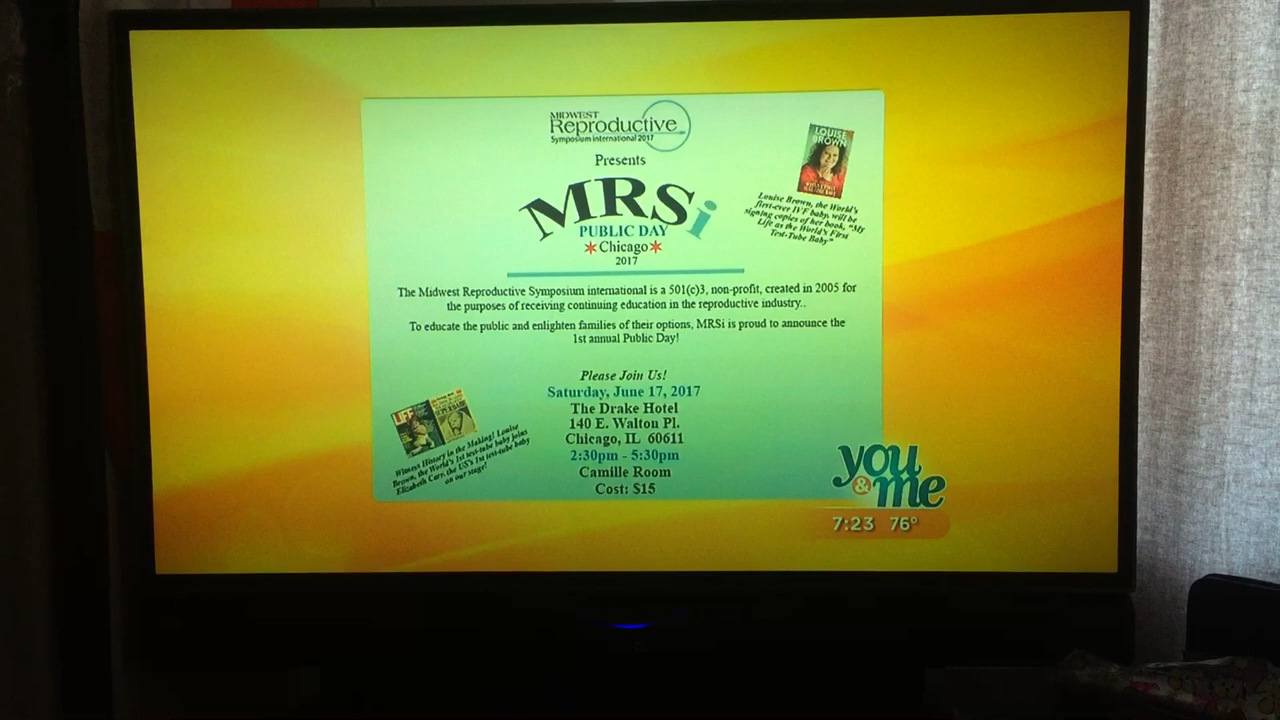 MIDWEST
Reproductive
Symposium international 2017
Presents
MRSi
PUBLIC DAY
Chicago
2017
LOUISE
BROWN
Louise Brown, the World's
first-ever IVF baby, will be
signing copies of her book, "My
Life as the World's First
Test-Tube Baby"
The Midwest Reproductive Symposium international is a 501(c)3, non-profit, created in 2005 for
the purposes of receiving continuing education in the reproductive industry..
To educate the public and enlighten families of their options, MRSi is proud to announce the
1st annual Public Day!
Please Join Us!
Saturday, June 17, 2017
The Drake Hotel
140 E. Walton Pl.
Chicago, IL 60611
2:30pm - 5:30pm
Camille Room
Cost: $15
LIFE
Witness History in the Making! Louise
Brown, the World's 1st test-tube baby joins
Elizabeth Carr, the US's 1st test-tube baby
on our stage!
you
& me
7:23 76°